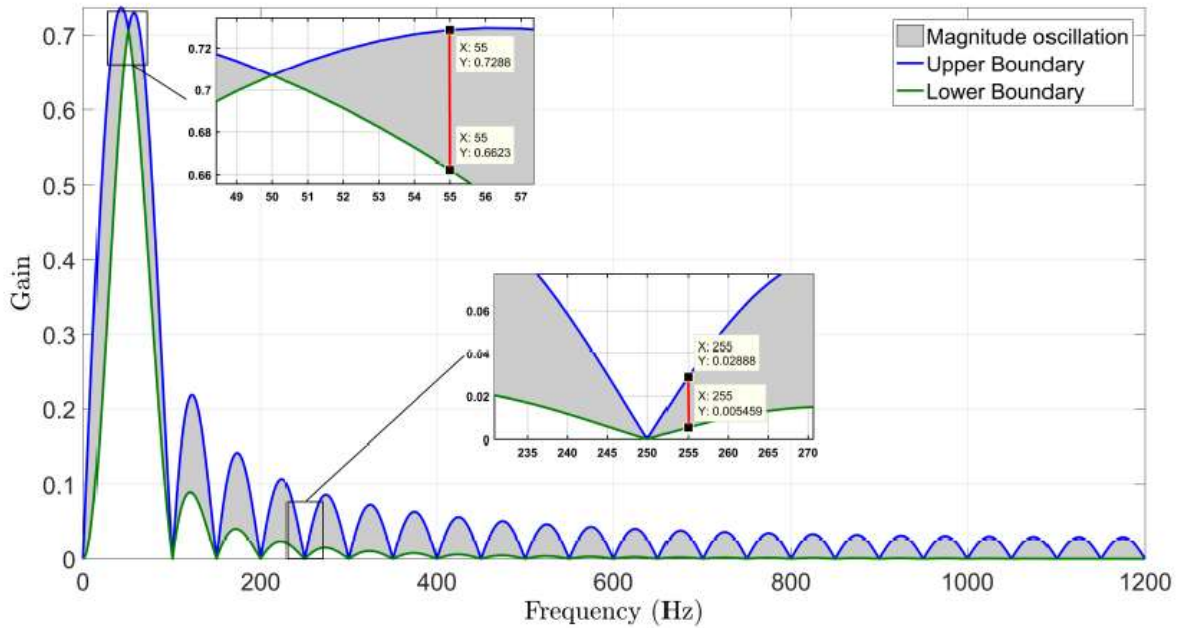 0.7
0.6
0.5
0.4
0.3
0.2
0.1
0
Gain
0 200 400 600 800 1000 1200
Frequency (Hz)
Magnitude oscillation
Upper Boundary
Lower Boundary
0.72
0.7
0.68
0.66
49 50 51 52 53 54 55 56 57
X: 55
Y: 0.7288
X: 55
Y: 0.6623
0.06
0.04
0.02
0
235 240 245 250 255 260 265 270
X: 255
Y: 0.02888
X: 255
Y: 0.005459